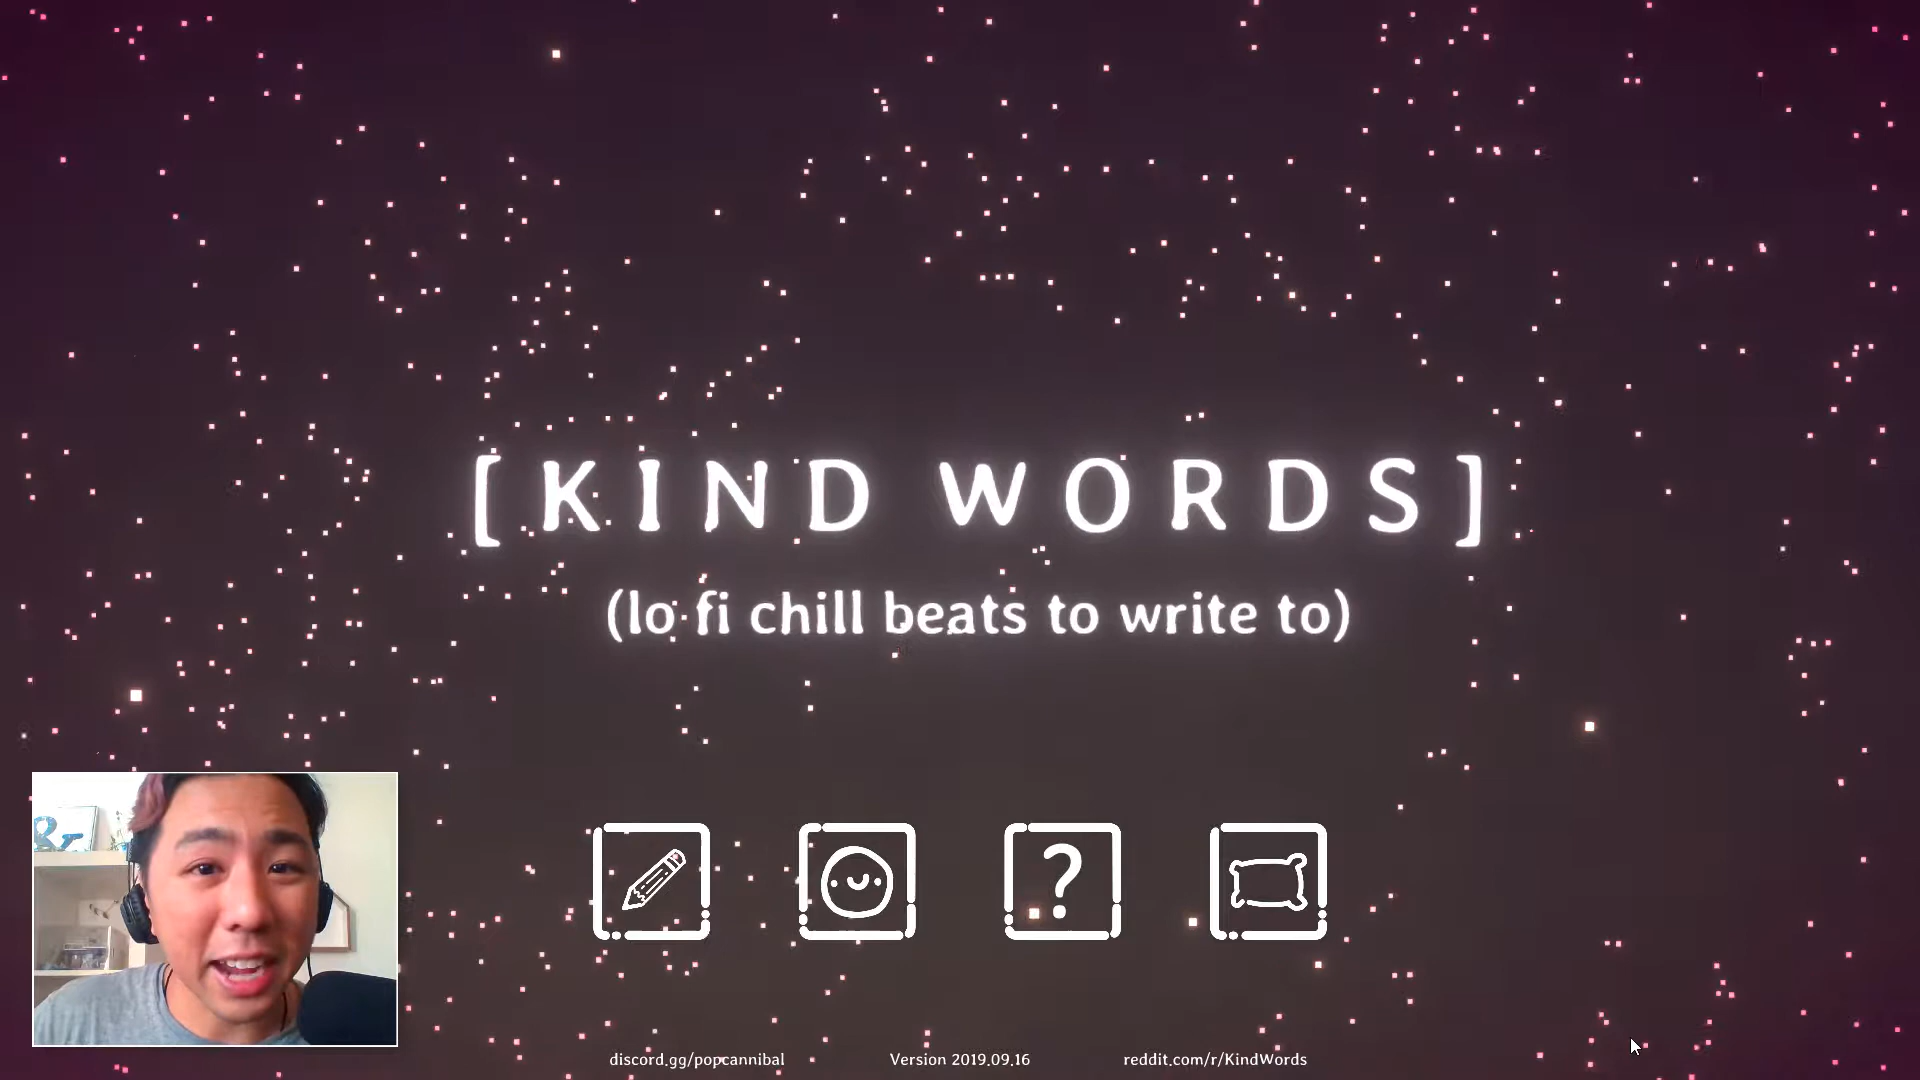 [KIND WORDS]
(lo fi chill beats to write to)
?
&
discord.gg/popcannibal
Version 2019.09.16
reddit.com/r/KindWords